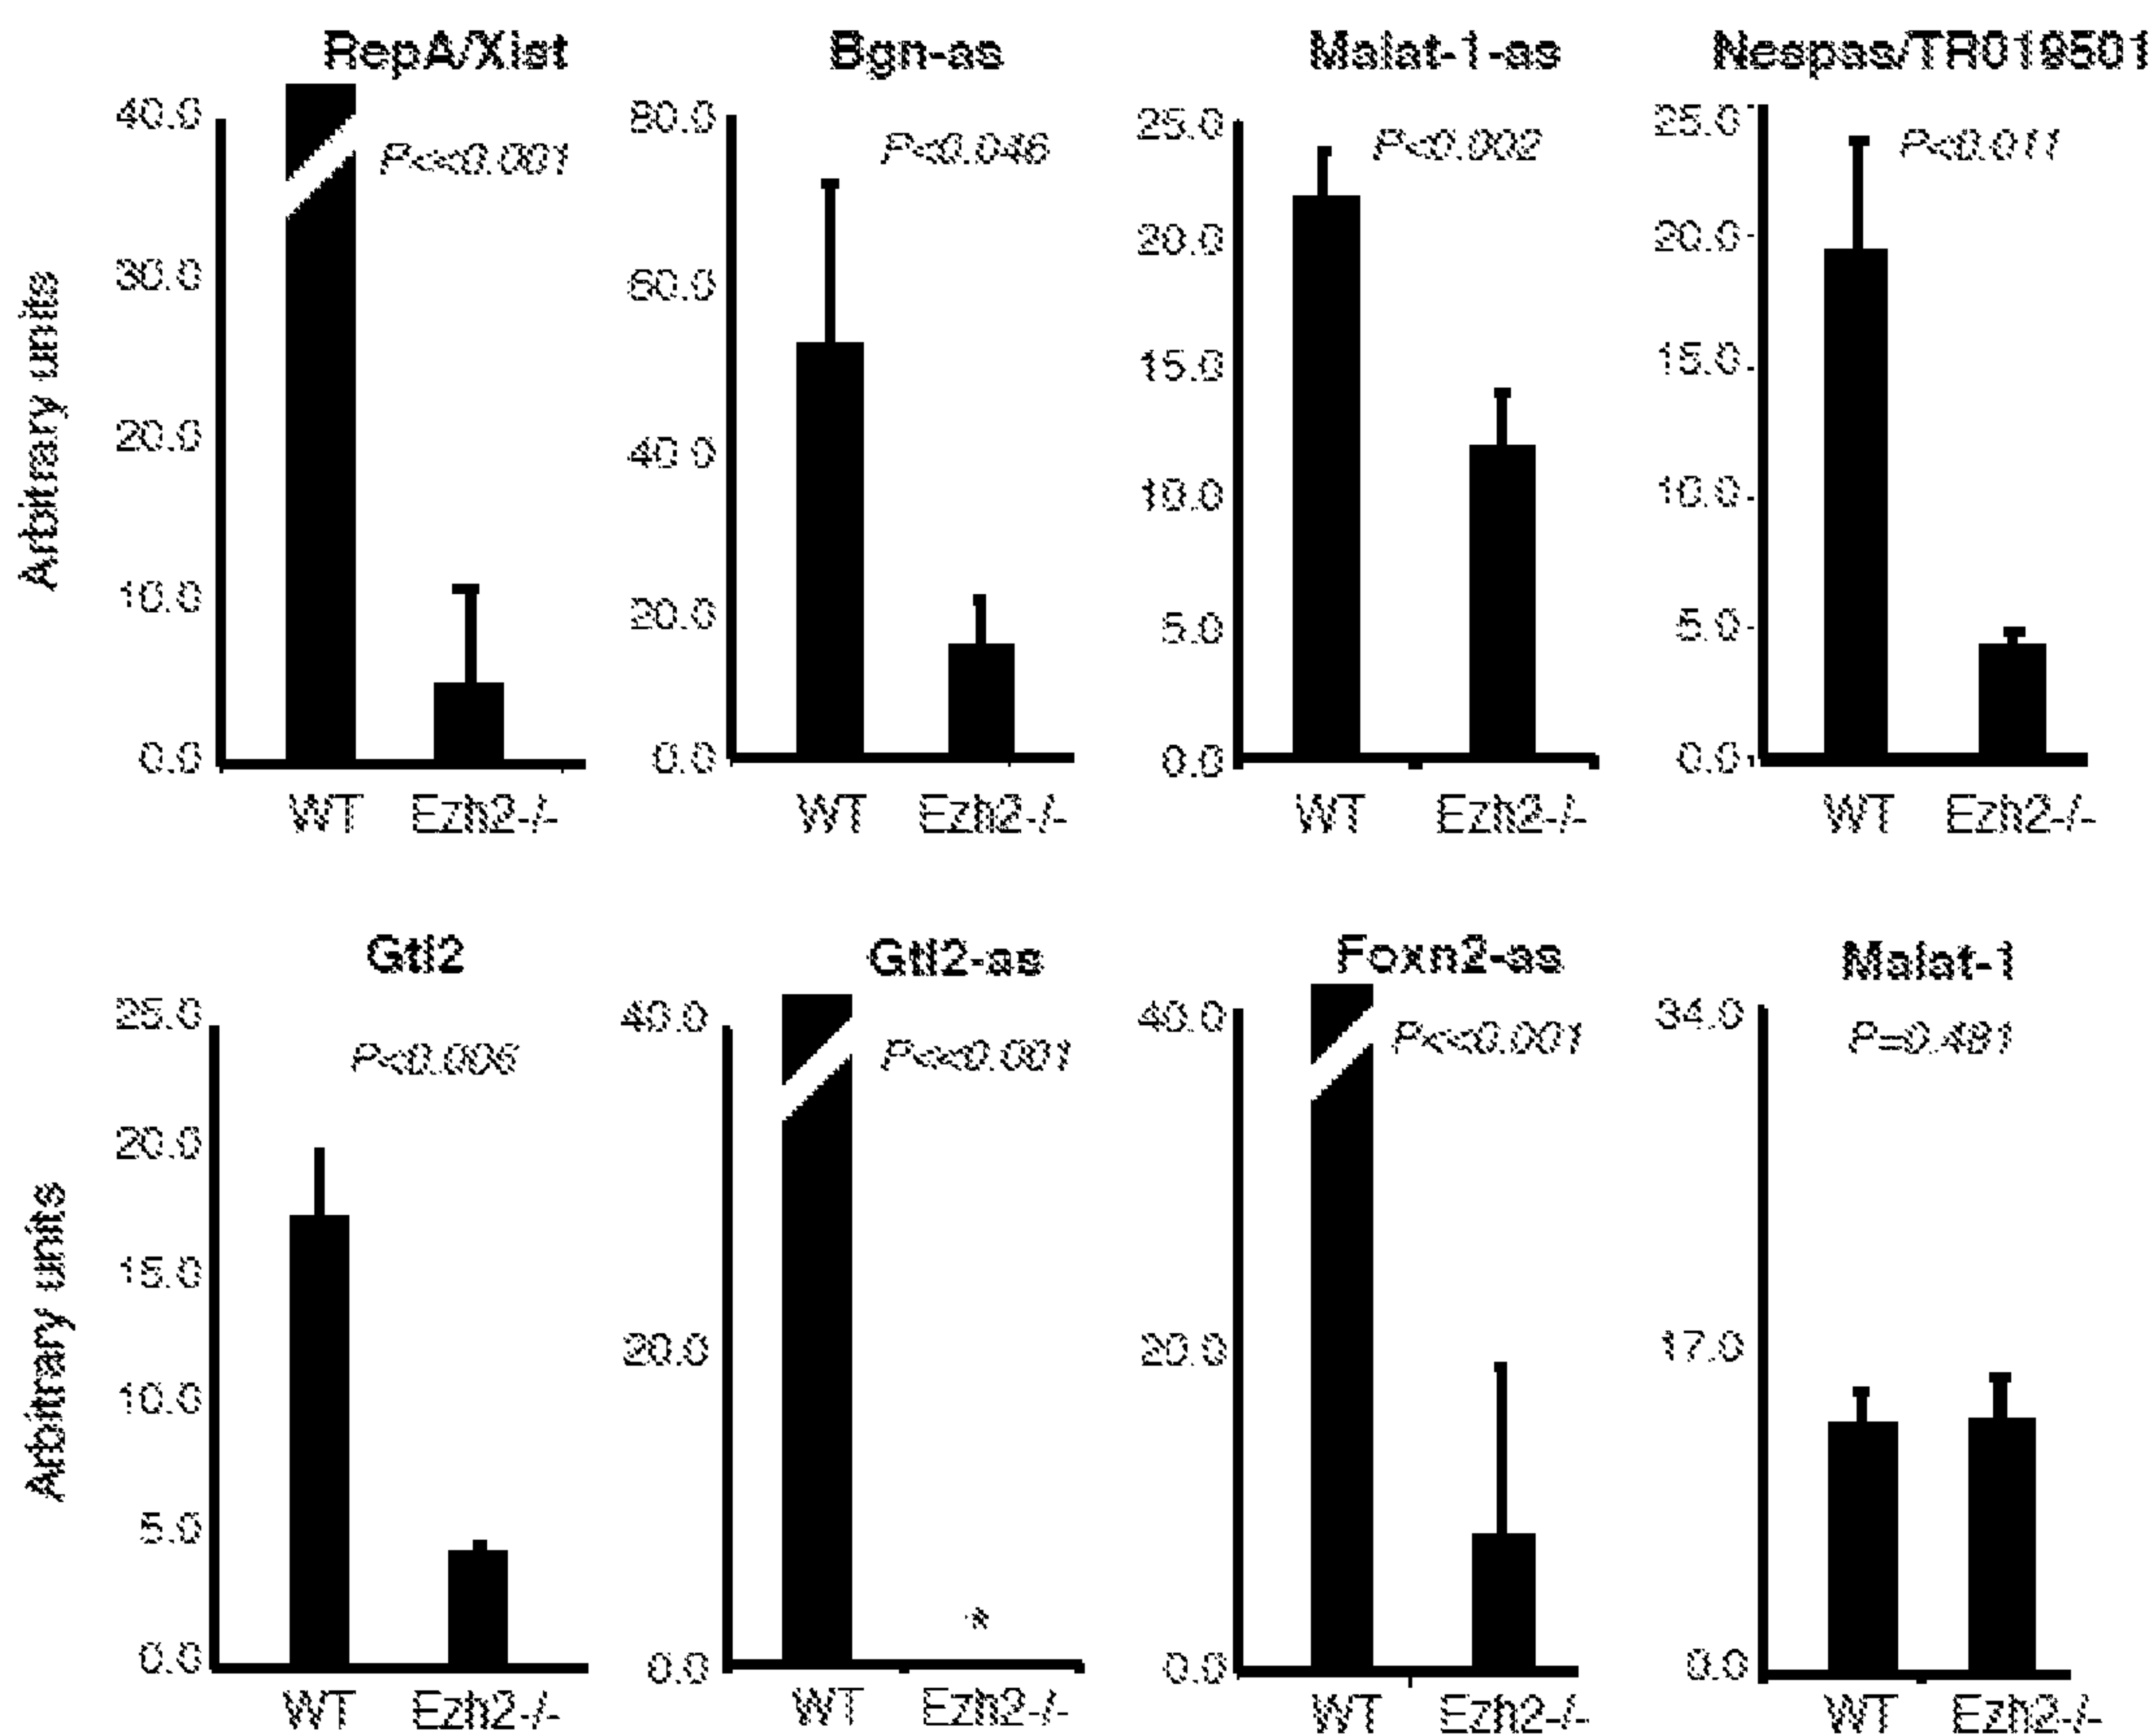 RepA/Xist
Bgn-as
Malat-1-as
Nespas/TR019501
Arbitrary units
40.0
30.0
20.0
10.0
0.0
P<<0.001
WT Ezh2-/-
80.0
60.0
40.0
20.0
0.0
P<0.046
WT Ezh2-/-
25.0
20.0
15.0
10.0
5.0
0.0
P<0.002
WT Ezh2-/-
25.0
20.0
15.0
10.0
5.0
0.0
P<0.011
WT Ezh2-/-
Gtl2
Gtl2-as
Foxn2-as
Malat-1
Arbitrary units
25.0
20.0
15.0
10.0
5.0
0.0
WT Ezh2-/-
40.0
20.0
0.0
P<<0.001
*
WT Ezh2-/-
40.0
20.0
0.0
P<<0.001
WT Ezh2-/-
34.0
17.0
0.0
P=0.481
WT Ezh2-/-